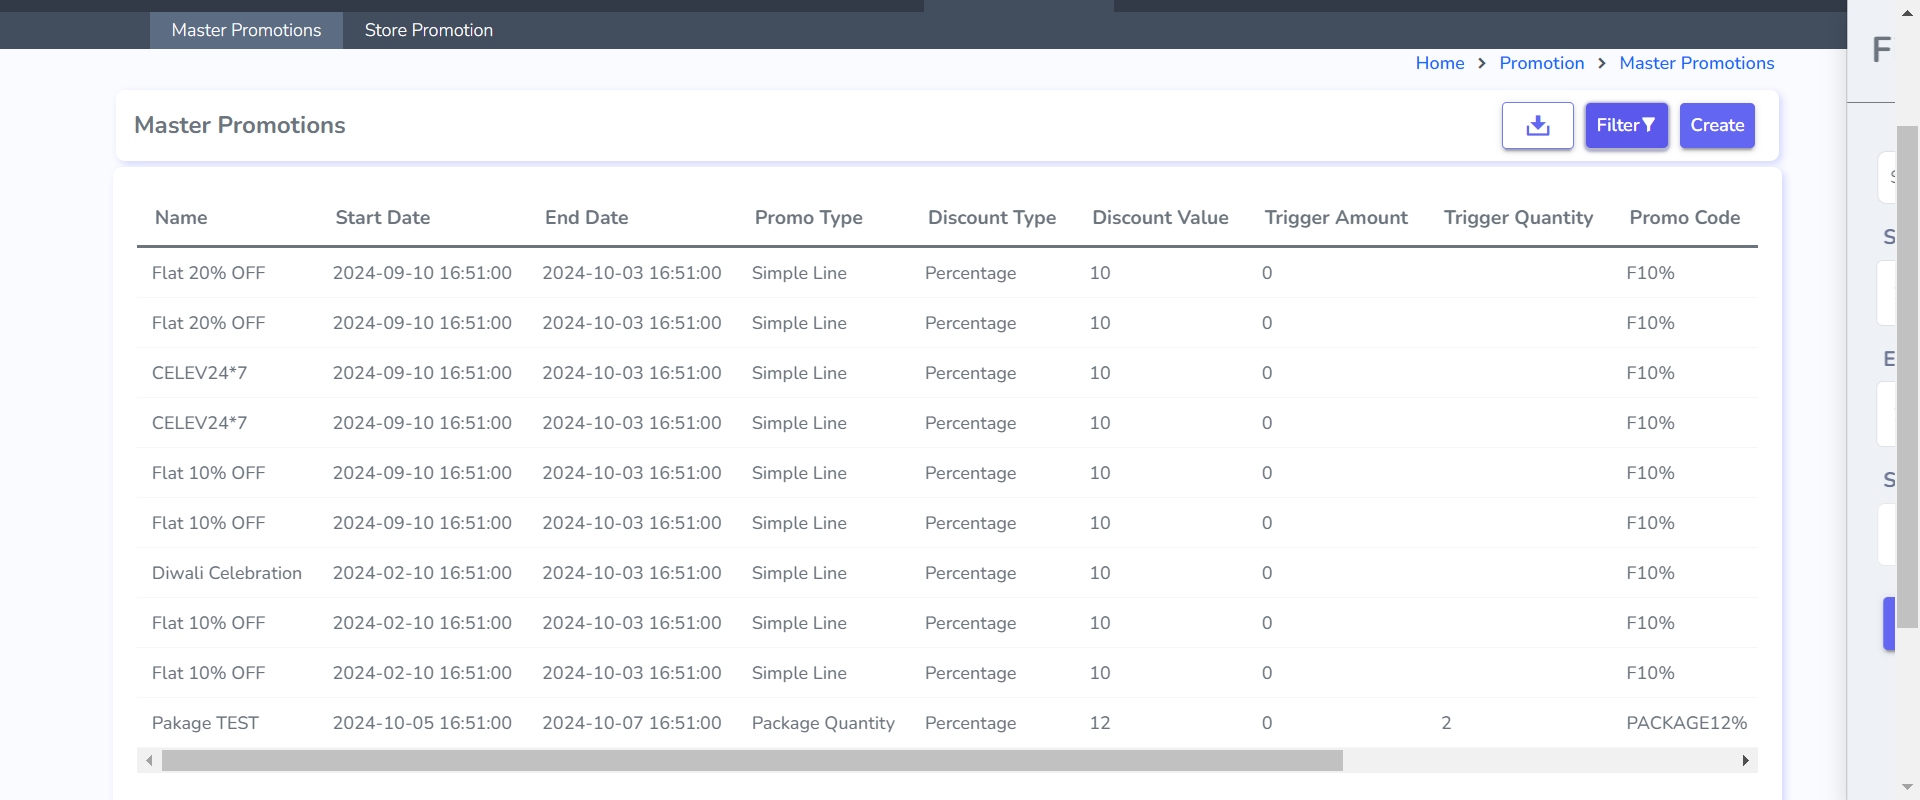 Master Promotions Store Promotion
Home > Promotion > Master Promotions
Master Promotions Filter Create
Name Start Date End Date Promo Type Discount Type Discount Value Trigger Amount Trigger Quantity Promo Code
Flat 20% OFF 2024-09-10 16:51:00 2024-10-03 16:51:00 Simple Line Percentage 10 0 F10%
Flat 20% OFF 2024-09-10 16:51:00 2024-10-03 16:51:00 Simple Line Percentage 10 0 F10%
CELEV24*7 2024-09-10 16:51:00 2024-10-03 16:51:00 Simple Line Percentage 10 0 F10%
CELEV24*7 2024-09-10 16:51:00 2024-10-03 16:51:00 Simple Line Percentage 10 0 F10%
Flat 10% OFF 2024-09-10 16:51:00 2024-10-03 16:51:00 Simple Line Percentage 10 0 F10%
Flat 10% OFF 2024-09-10 16:51:00 2024-10-03 16:51:00 Simple Line Percentage 10 0 F10%
Diwali Celebration 2024-02-10 16:51:00 2024-10-03 16:51:00 Simple Line Percentage 10 0 F10%
Flat 10% OFF 2024-02-10 16:51:00 2024-10-03 16:51:00 Simple Line Percentage 10 0 F10%
Flat 10% OFF 2024-02-10 16:51:00 2024-10-03 16:51:00 Simple Line Percentage 10 0 F10%
Pakage TEST 2024-10-05 16:51:00 2024-10-07 16:51:00 Package Quantity Percentage 12 0 2 PACKAGE12%